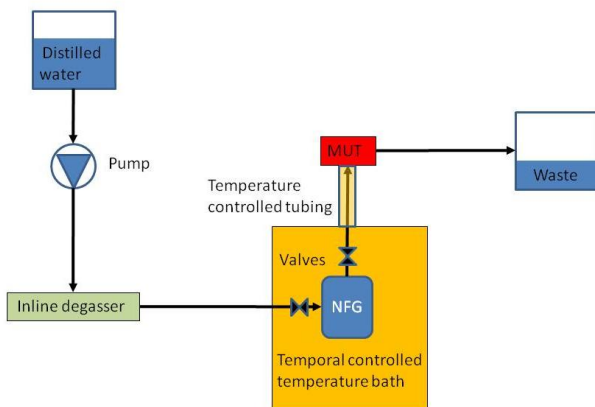 Distilled
water
Pump
MUT
Waste
Temperature
controlled tubing
Valves
Inline degasser
NFG
Temporal controlled
temperature bath